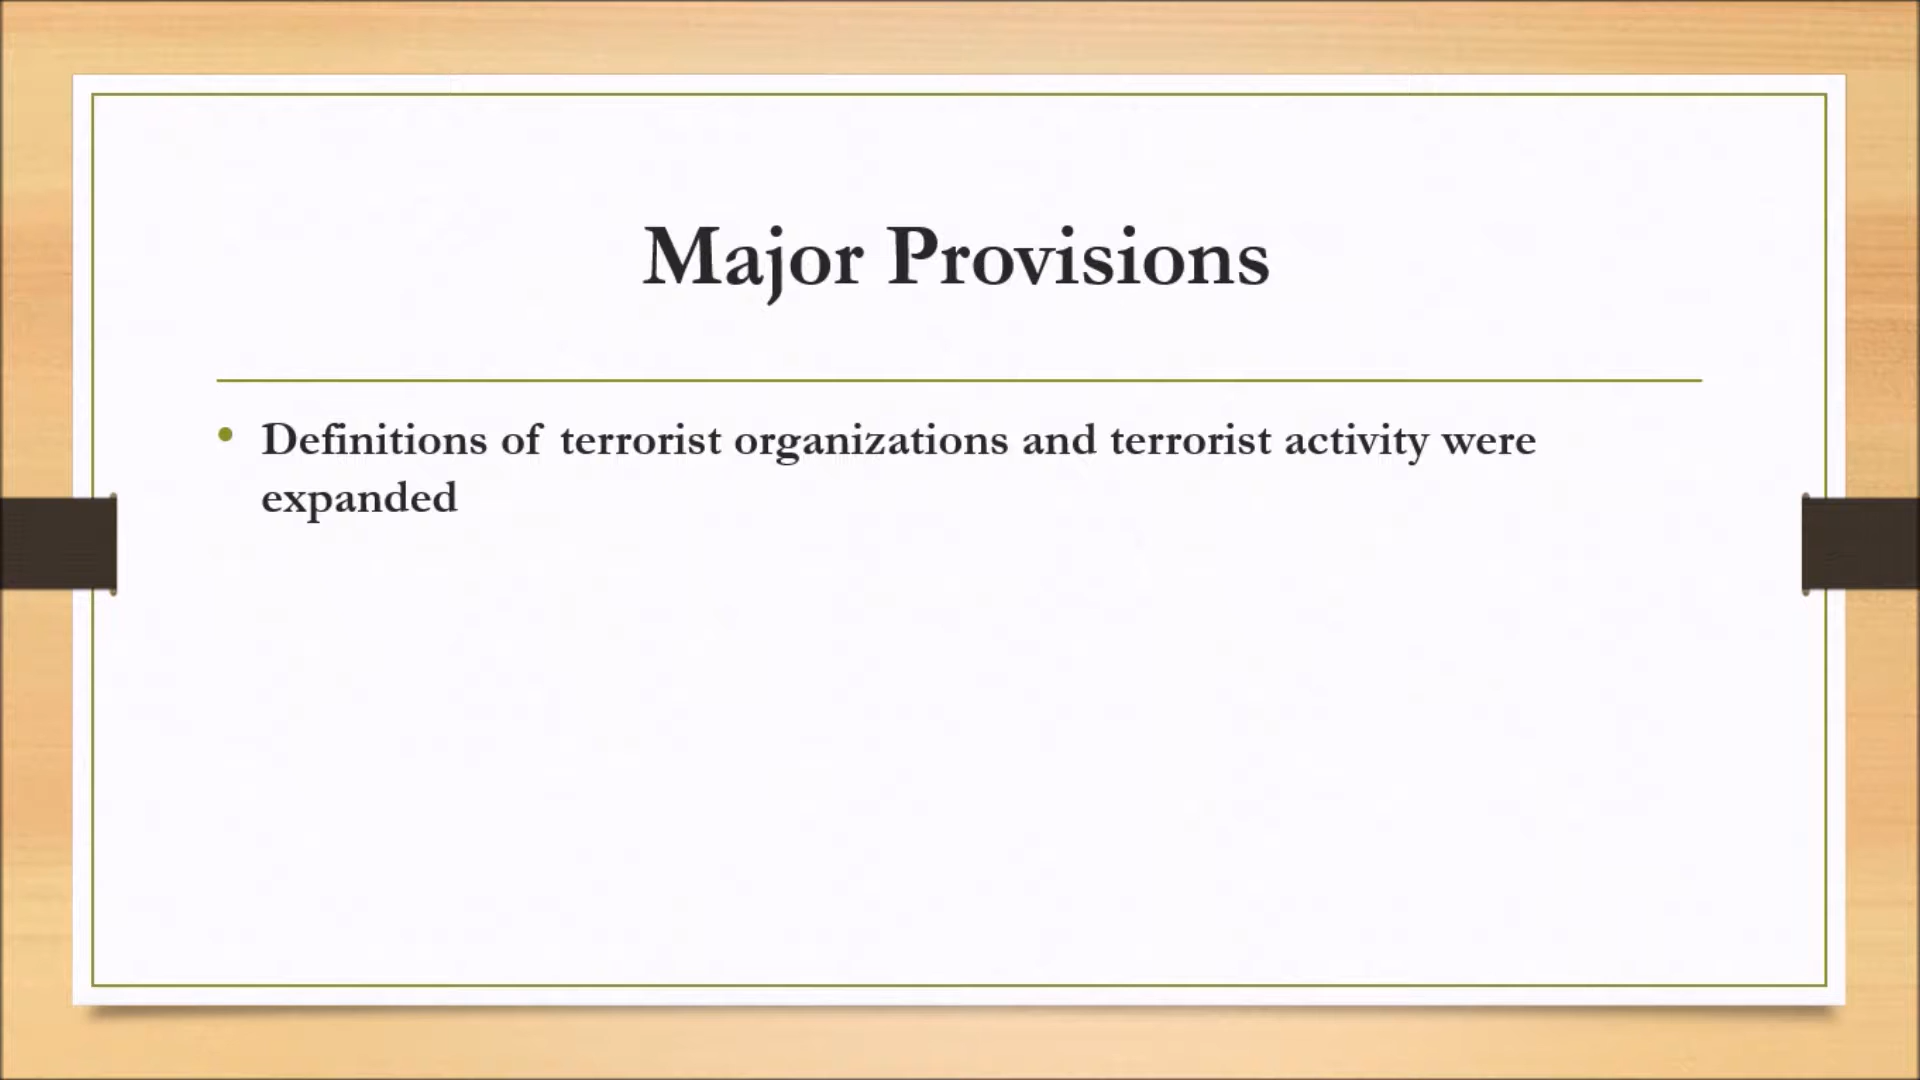 Major Provisions
• Definitions of terrorist organizations and terrorist activity were
expanded